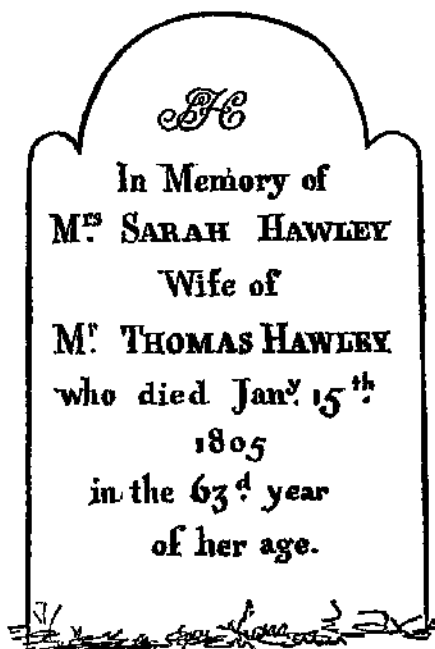 SH
In Memory of
Mrs. SARAH HAWLEY
Wife of
Mr. THOMAS HAWLEY
who died Jany. 15th.
1805
in the 63d. year
of her age.